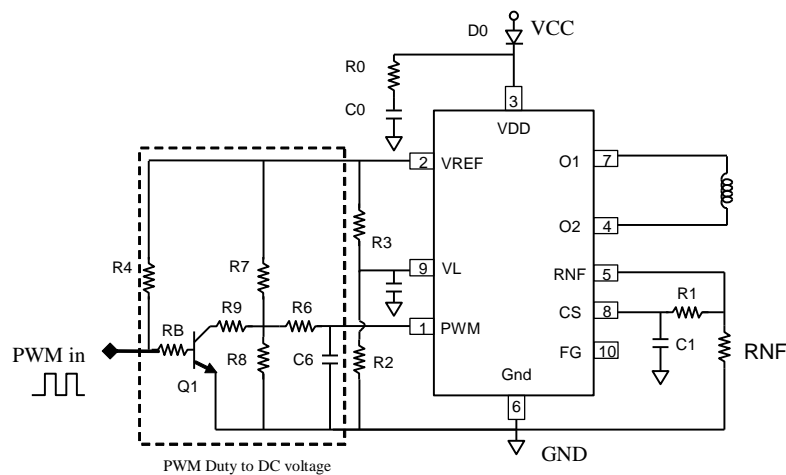 D0 VCC
R0
C0
3
VDD
2 VREF
O1 7
R3
O2 4
R4
R7
9 VL
RNF 5
R9 R6
R1
CS 8
RB
1 PWM
PWM in
R8
C6
R2
C1
RNF
FG 10
Q1
Gnd
6
GND
PWM Duty to DC voltage